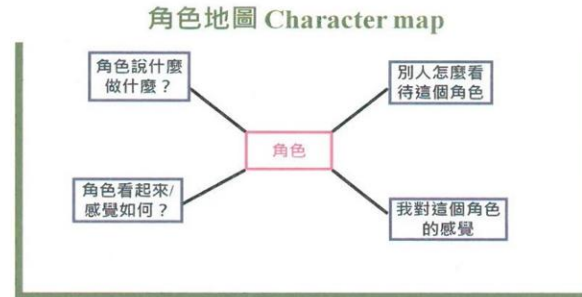 角色地圖 Character map
角色說什麼
做什麼？
別人怎麼看
待這個角色
角色
角色看起來/
感覺如何？
我對這個角色
的感覺